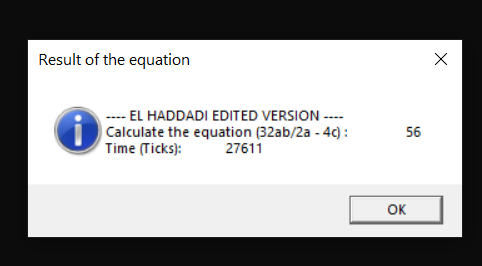 Result of the equation
---- EL HADDADI EDITED VERSION ----
Calculate the equation (32ab/2a - 4c) : 56
Time (Ticks): 27611
OK